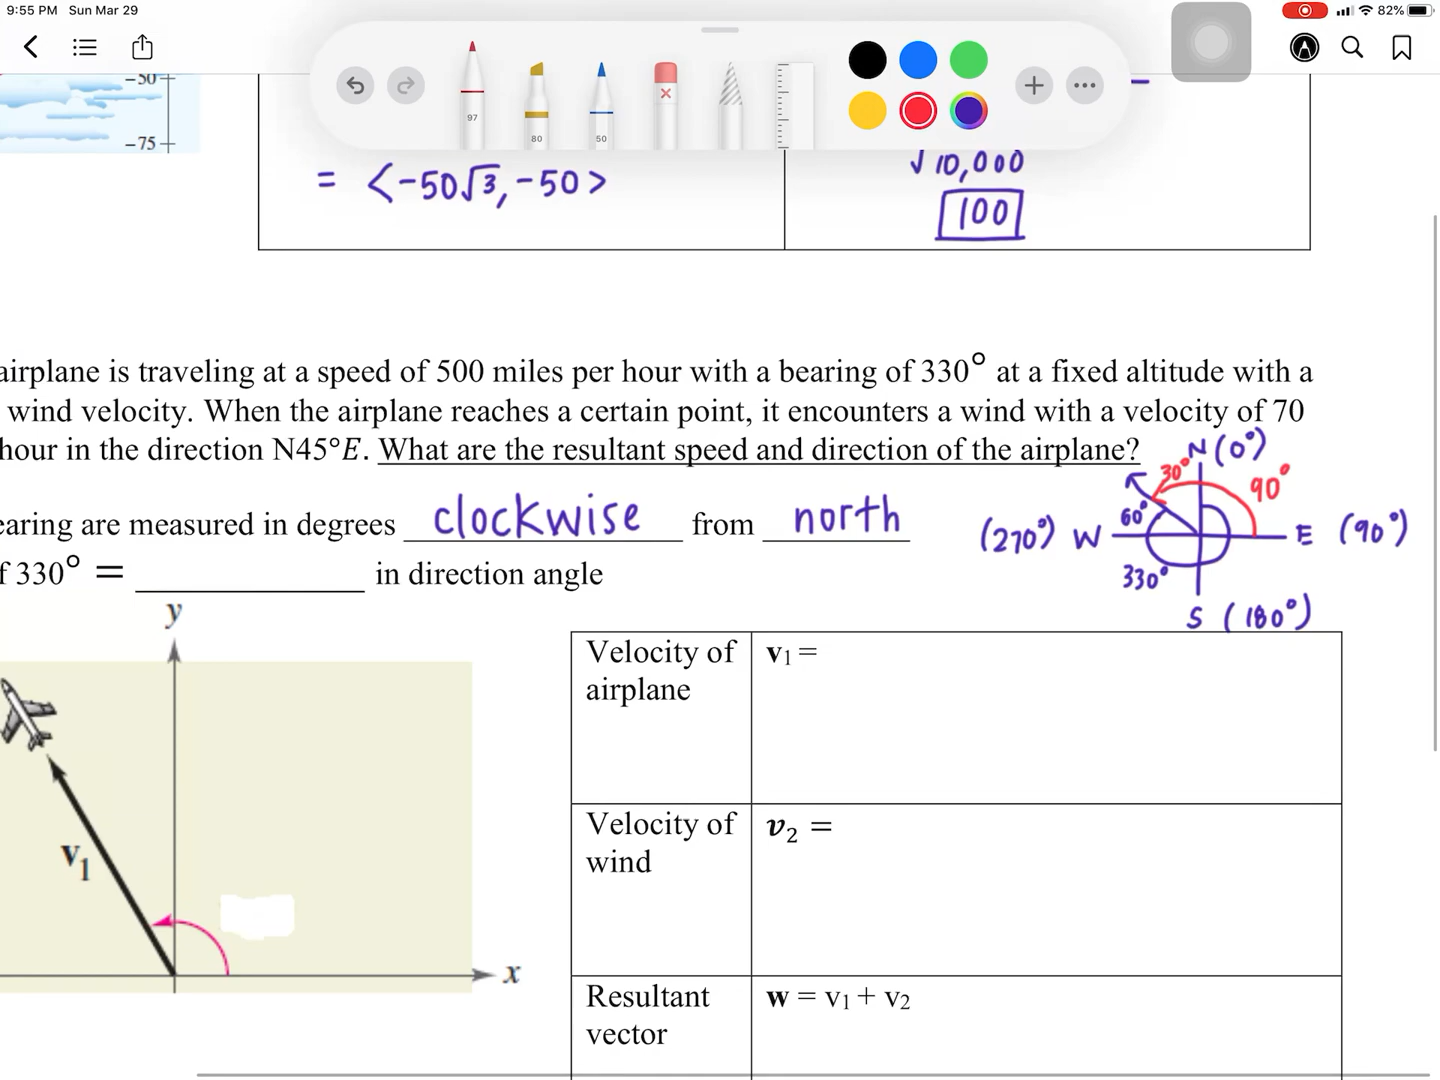 9:55 PM Sun Mar 29
82%
97
80
50
-50
-75
= <-50√3, -50>
√10,000
100
airplane is traveling at a speed of 500 miles per hour with a bearing of 330° at a fixed altitude with a
wind velocity. When the airplane reaches a certain point, it encounters a wind with a velocity of 70
hour in the direction N45°E. What are the resultant speed and direction of the airplane?
N (0°)
30°
90°
60°
(270°) W
E (90°)
330°
S (180°)
earing are measured in degrees clockwise from north
f 330° = ____________ in direction angle
y
v₁
x
Velocity of airplane
v₁ =
Velocity of wind
v₂ =
Resultant vector
w = v₁ + v₂